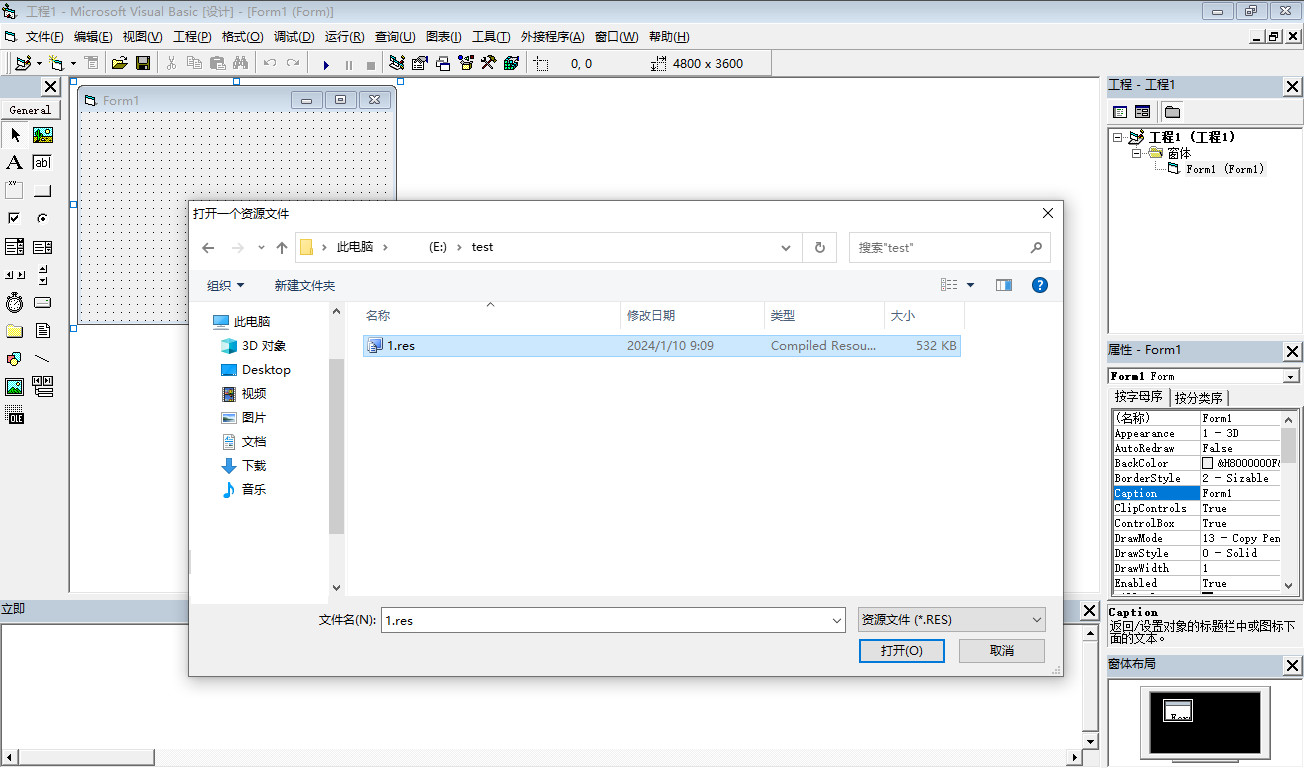 工程1 - Microsoft Visual Basic [设计] - [Form1 (Form)]
文件(F) 编辑(E) 视图(V) 工程(P) 格式(O) 调试(D) 运行(R) 查询(U) 图表(I) 工具(T) 外接程序(A) 窗口(W) 帮助(H)
0, 0 4800 x 3600
General
A
ab
xy
OLE
Form1
打开一个资源文件
此电脑 (E:) test
搜索"test"
组织 新建文件夹
此电脑
3D 对象
Desktop
视频
图片
文档
下载
音乐
名称 修改日期 类型 大小
1.res 2024/1/10 9:09 Compiled Resou... 532 KB
文件名(N): 1.res 资源文件 (*.RES)
打开(O) 取消
立即
工程 - 工程1
工程1 (工程1)
窗体
Form1 (Form1)
属性 - Form1
Form1 Form
按字母序 按分类序
(名称) Form1
Appearance 1 - 3D
AutoRedraw False
BackColor &H8000000F&
BorderStyle 2 - Sizable
Caption Form1
ClipControls True
ControlBox True
DrawMode 13 - Copy Pen
DrawStyle 0 - Solid
DrawWidth 1
Enabled True
Caption
返回/设置对象的标题栏中或图标下
面的文本。
窗体布局